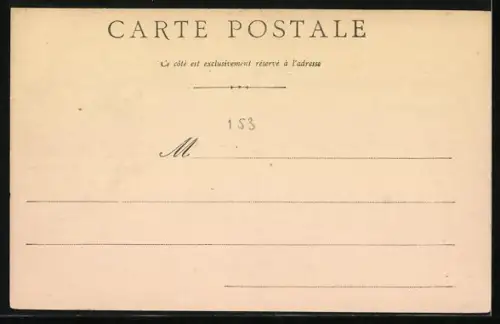 CARTE POSTALE
Ce côté est exclusivement réservé à l'adresse
153
M